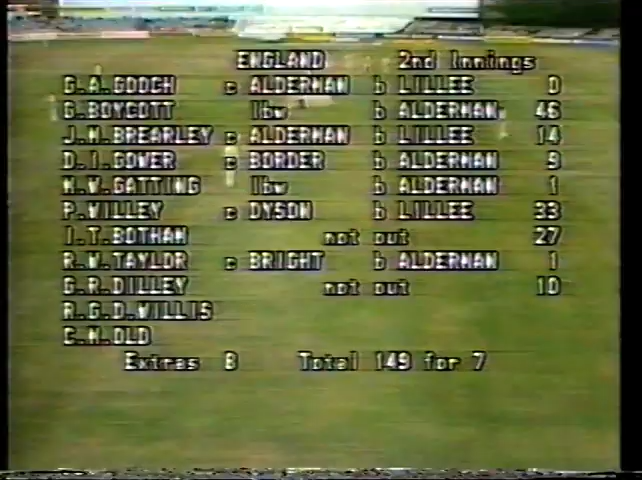 ENGLAND 2nd Innings
G.A.GOOCH c ALDERMAN b LILLEE 0
G.BOYCOTT lbw b ALDERMAN 46
J.M.BREARLEY c ALDERMAN b LILLEE 14
D.I.GOWER c BORDER b ALDERMAN 9
M.W.GATTING lbw b ALDERMAN 1
P.WILLEY c DYSON b LILLEE 33
I.T.BOTHAM not out 27
R.W.TAYLOR c BRIGHT b ALDERMAN 1
G.R.DILLEY not out 10
R.G.D.WILLIS
C.M.OLD
Extras 8 Total 149 for 7